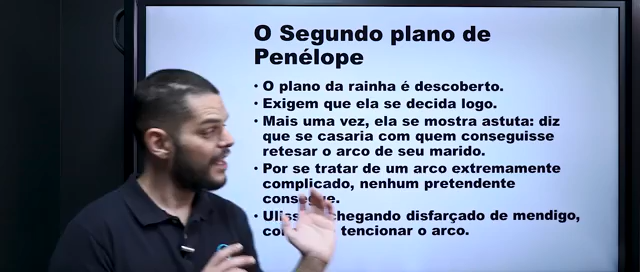 O Segundo plano de
Penélope
• O plano da rainha é descoberto.
• Exigem que ela se decida logo.
• Mais uma vez, ela se mostra astuta: diz
que se casaria com quem conseguisse
retesar o arco de seu marido.
• Por se tratar de um arco extremamente
complicado, nenhum pretendente
consegue.
• chegando disfarçado de mendigo,
tencionar o arco.